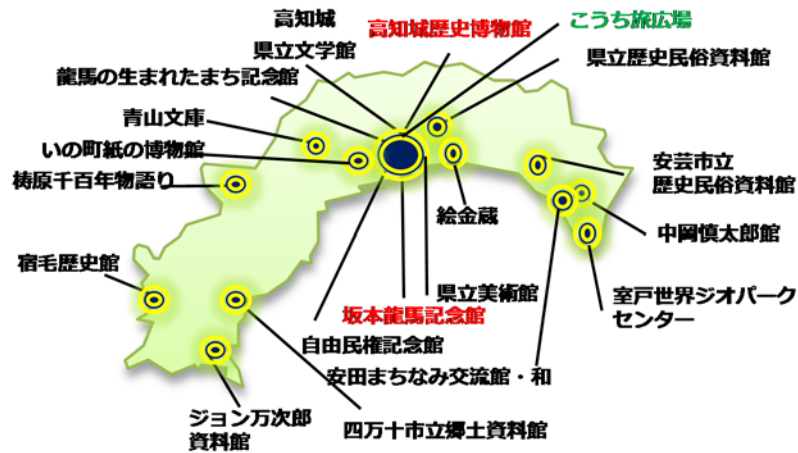 高知城
県立文学館
高知城歴史博物館
こうち旅広場
県立歴史民俗資料館
龍馬の生まれたまち記念館
青山文庫
いの町紙の博物館
梼原千百年物語り
安芸市立
歴史民俗資料館
絵金蔵
中岡慎太郎館
宿毛歴史館
県立美術館
室戸世界ジオパーク
センター
坂本龍馬記念館
自由民権記念館
安田まちなみ交流館・和
ジョン万次郎
資料館
四万十市立郷土資料館